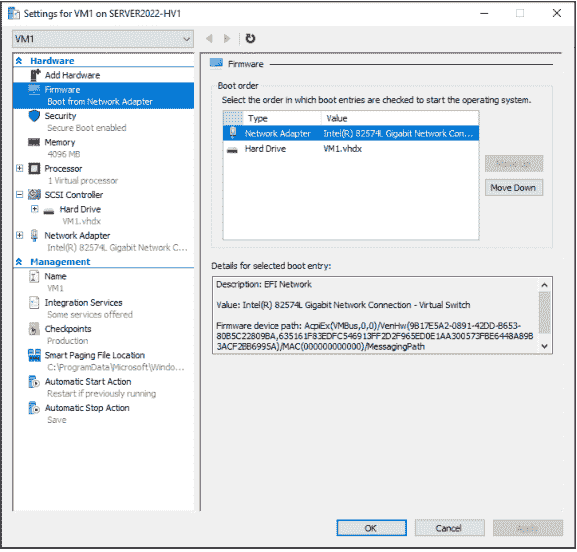 Settings for VM1 on SERVER2022-HV1
VM1
Hardware
Add Hardware
Firmware
Boot from Network Adapter
Security
Secure Boot enabled
Memory
4096 MB
Processor
1 Virtual processor
SCSI Controller
Hard Drive
VM1.vhdx
Network Adapter
Intel(R) 82574L Gigabit Network C...
Management
Name
VM1
Integration Services
Some services offered
Checkpoints
Production
Smart Paging File Location
C:\ProgramData\Microsoft\Windo...
Automatic Start Action
Restart if previously running
Automatic Stop Action
Save
Firmware
Boot order
Select the order in which boot entries are checked to start the operating system.
Type Value
Network Adapter Intel(R) 82574L Gigabit Network Con...
Hard Drive VM1.vhdx
Move Up
Move Down
Details for selected boot entry:
Description: EFI Network
Value: Intel(R) 82574L Gigabit Network Connection - Virtual Switch
Firmware device path: AcpiEx(VMBus,0,0)/VenHw(9B17E5A2-0891-42DD-B653-
80B5C22809BA,635161F83EDFC546913FF2D2F965ED0E1AA300573FBE6448A89B
3ACF2BB6995A)/MAC(000000000000)/MessagingPath
OK Cancel Apply